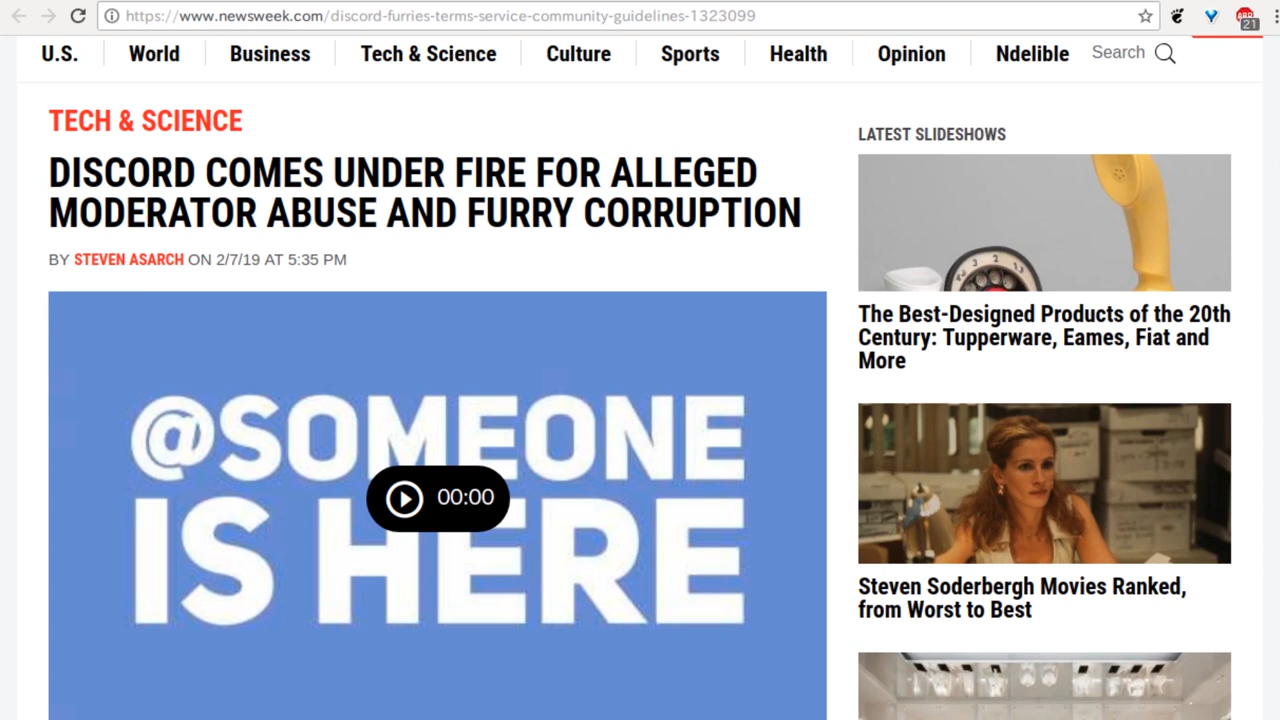 https://www.newsweek.com/discord-furries-terms-service-community-guidelines-1323099
21
U.S. World Business Tech & Science Culture Sports Health Opinion Ndelible Search
TECH & SCIENCE
DISCORD COMES UNDER FIRE FOR ALLEGED
MODERATOR ABUSE AND FURRY CORRUPTION
BY STEVEN ASARCH ON 2/7/19 AT 5:35 PM
@SOMEONE
IS HERE
00:00
LATEST SLIDESHOWS
The Best-Designed Products of the 20th
Century: Tupperware, Eames, Fiat and
More
Steven Soderbergh Movies Ranked,
from Worst to Best